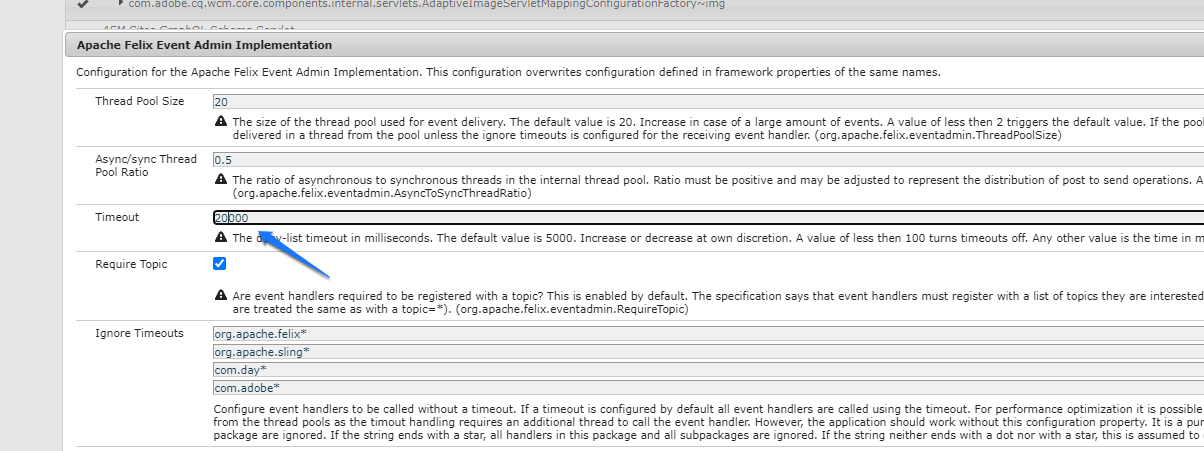 com.adobe.cq.wcm.core.components.internal.servlets.AdaptiveImageServletMappingConfigurationFactory~img
AEM Sites GraphQL Schema Servlet
Apache Felix Event Admin Implementation
Configuration for the Apache Felix Event Admin Implementation. This configuration overwrites configuration defined in framework properties of the same names.
Thread Pool Size
20
The size of the thread pool used for event delivery. The default value is 20. Increase in case of a large amount of events. A value of less then 2 triggers the default value. If the pool
delivered in a thread from the pool unless the ignore timeouts is configured for the receiving event handler. (org.apache.felix.eventadmin.ThreadPoolSize)
Async/sync Thread
Pool Ratio
0.5
The ratio of asynchronous to synchronous threads in the internal thread pool. Ratio must be positive and may be adjusted to represent the distribution of post to send operations. A
(org.apache.felix.eventadmin.AsyncToSyncThreadRatio)
Timeout
20000
The -list timeout in milliseconds. The default value is 5000. Increase or decrease at own discretion. A value of less then 100 turns timeouts off. Any other value is the time in m
Require Topic
Are event handlers required to be registered with a topic? This is enabled by default. The specification says that event handlers must register with a list of topics they are interested
are treated the same as with a topic=*). (org.apache.felix.eventadmin.RequireTopic)
Ignore Timeouts
org.apache.felix*
org.apache.sling*
com.day*
com.adobe*
Configure event handlers to be called without a timeout. If a timeout is configured by default all event handlers are called using the timeout. For performance optimization it is possible
from the thread pools as the timout handling requires an additional thread to call the event handler. However, the application should work without this configuration property. It is a pur
package are ignored. If the string ends with a star, all handlers in this package and all subpackages are ignored. If the string neither ends with a dot nor with a star, this is assumed to